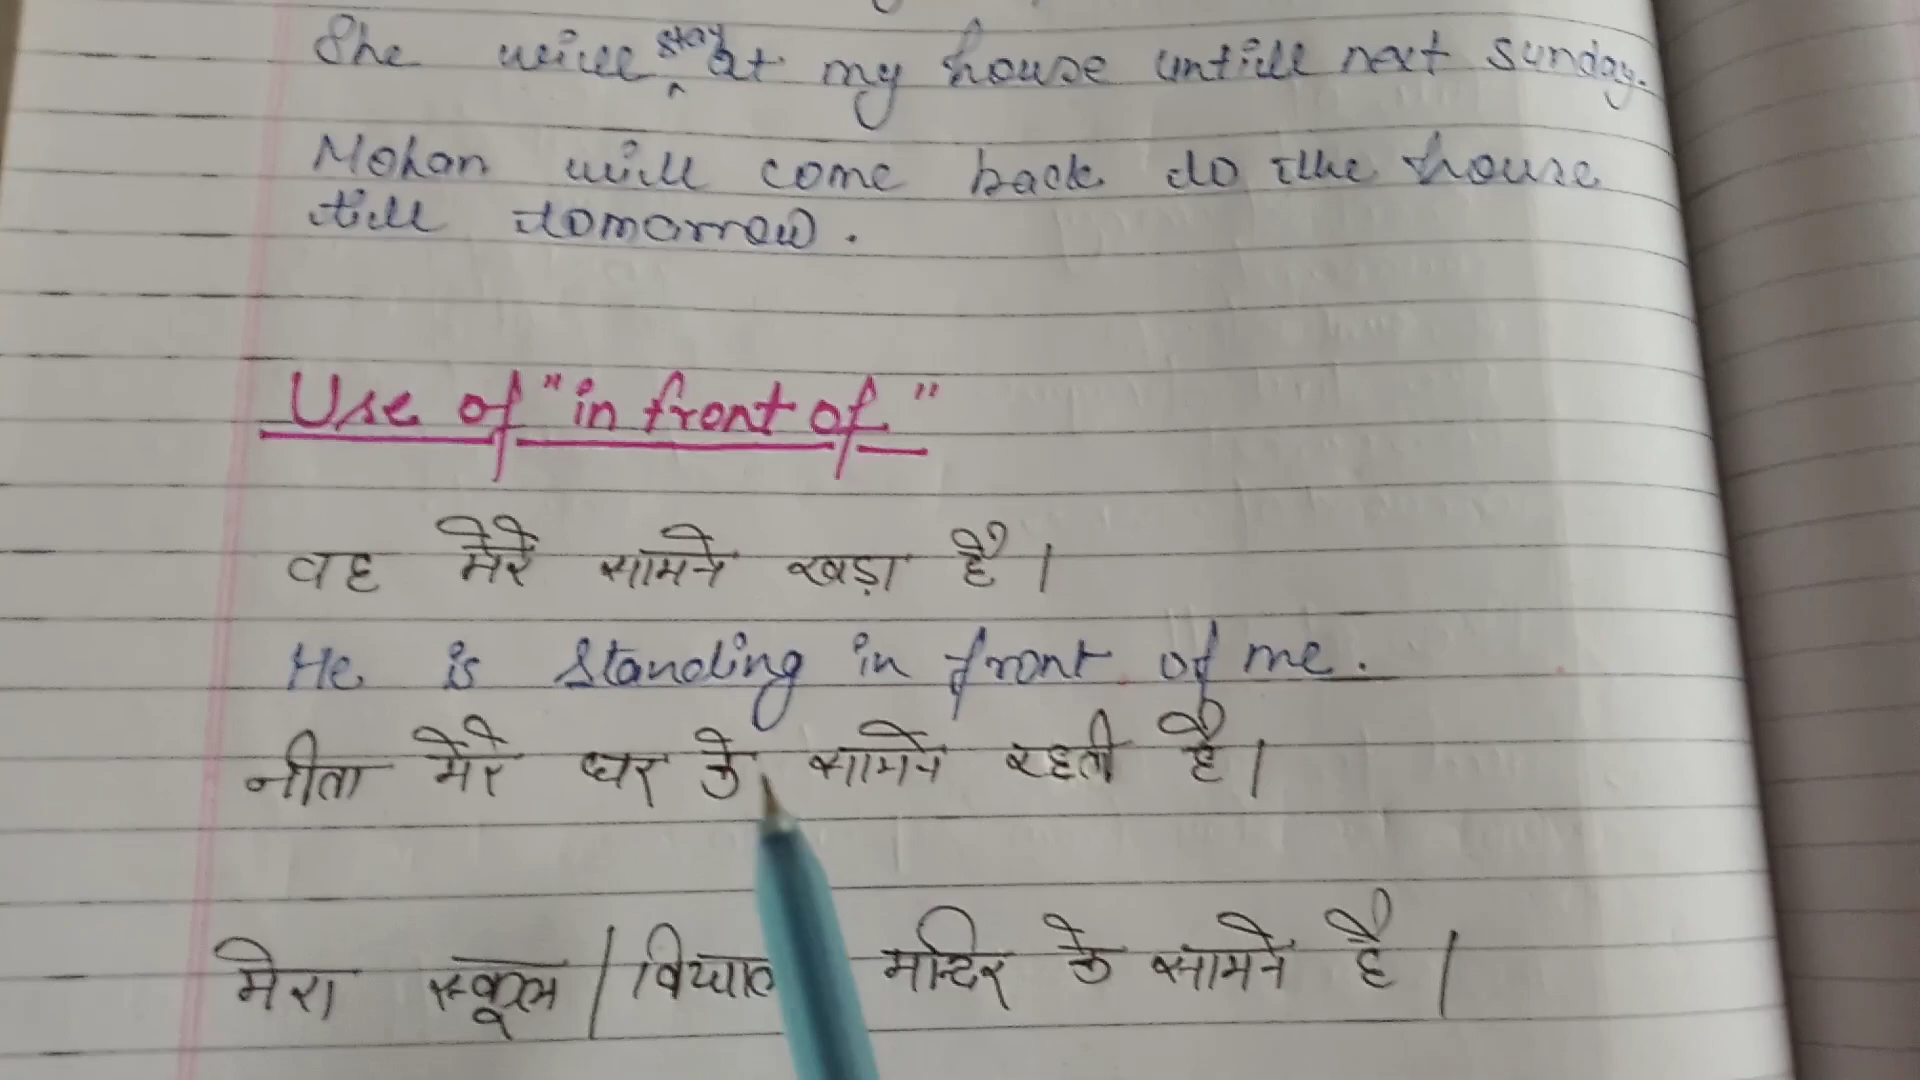 She will stay at my house untill next sunday.
Mohan will come back to the house
till tomorrow.
Use of "in front of"
वह मेरे सामने खड़ा है।
He is standing in front of me.
नीता मेरे घर के सामने रहती है।
मेरा स्कूल / मन्दिर के सामने है।